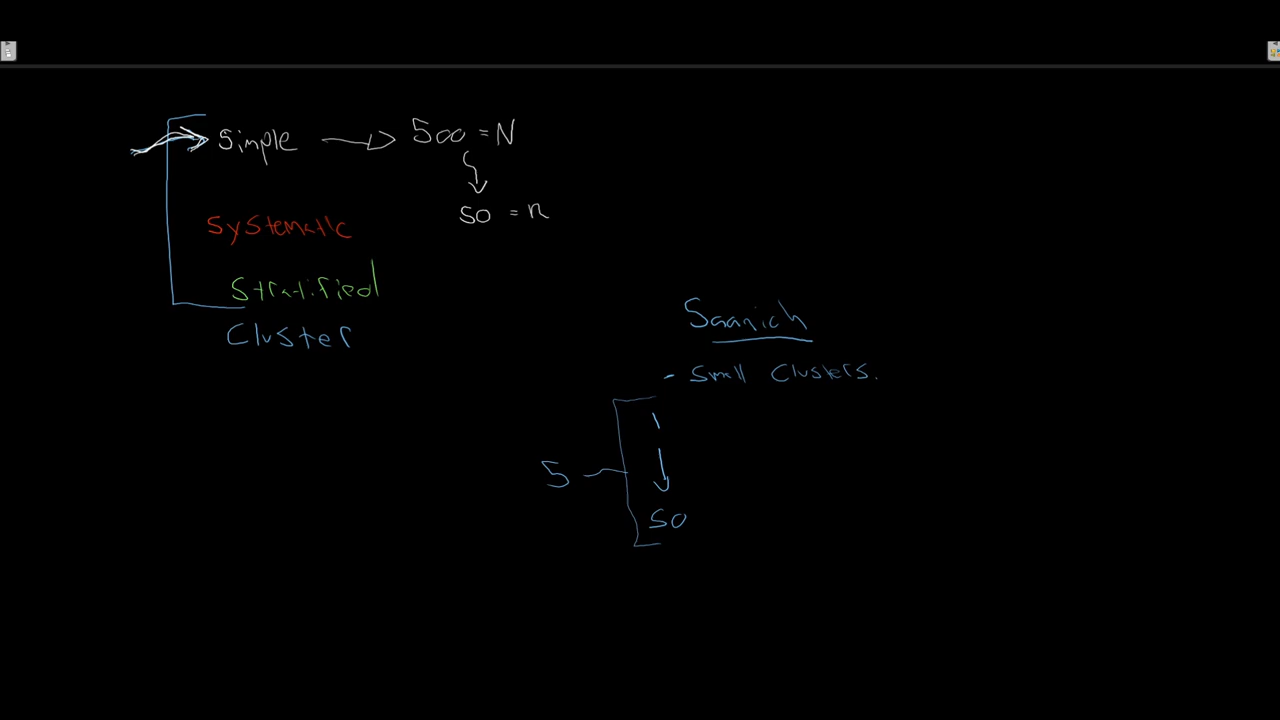 Simple → 500 = N
50 = n
Systematic
Stratified
Cluster
Saanich
- Small Clusters.
1
5
50